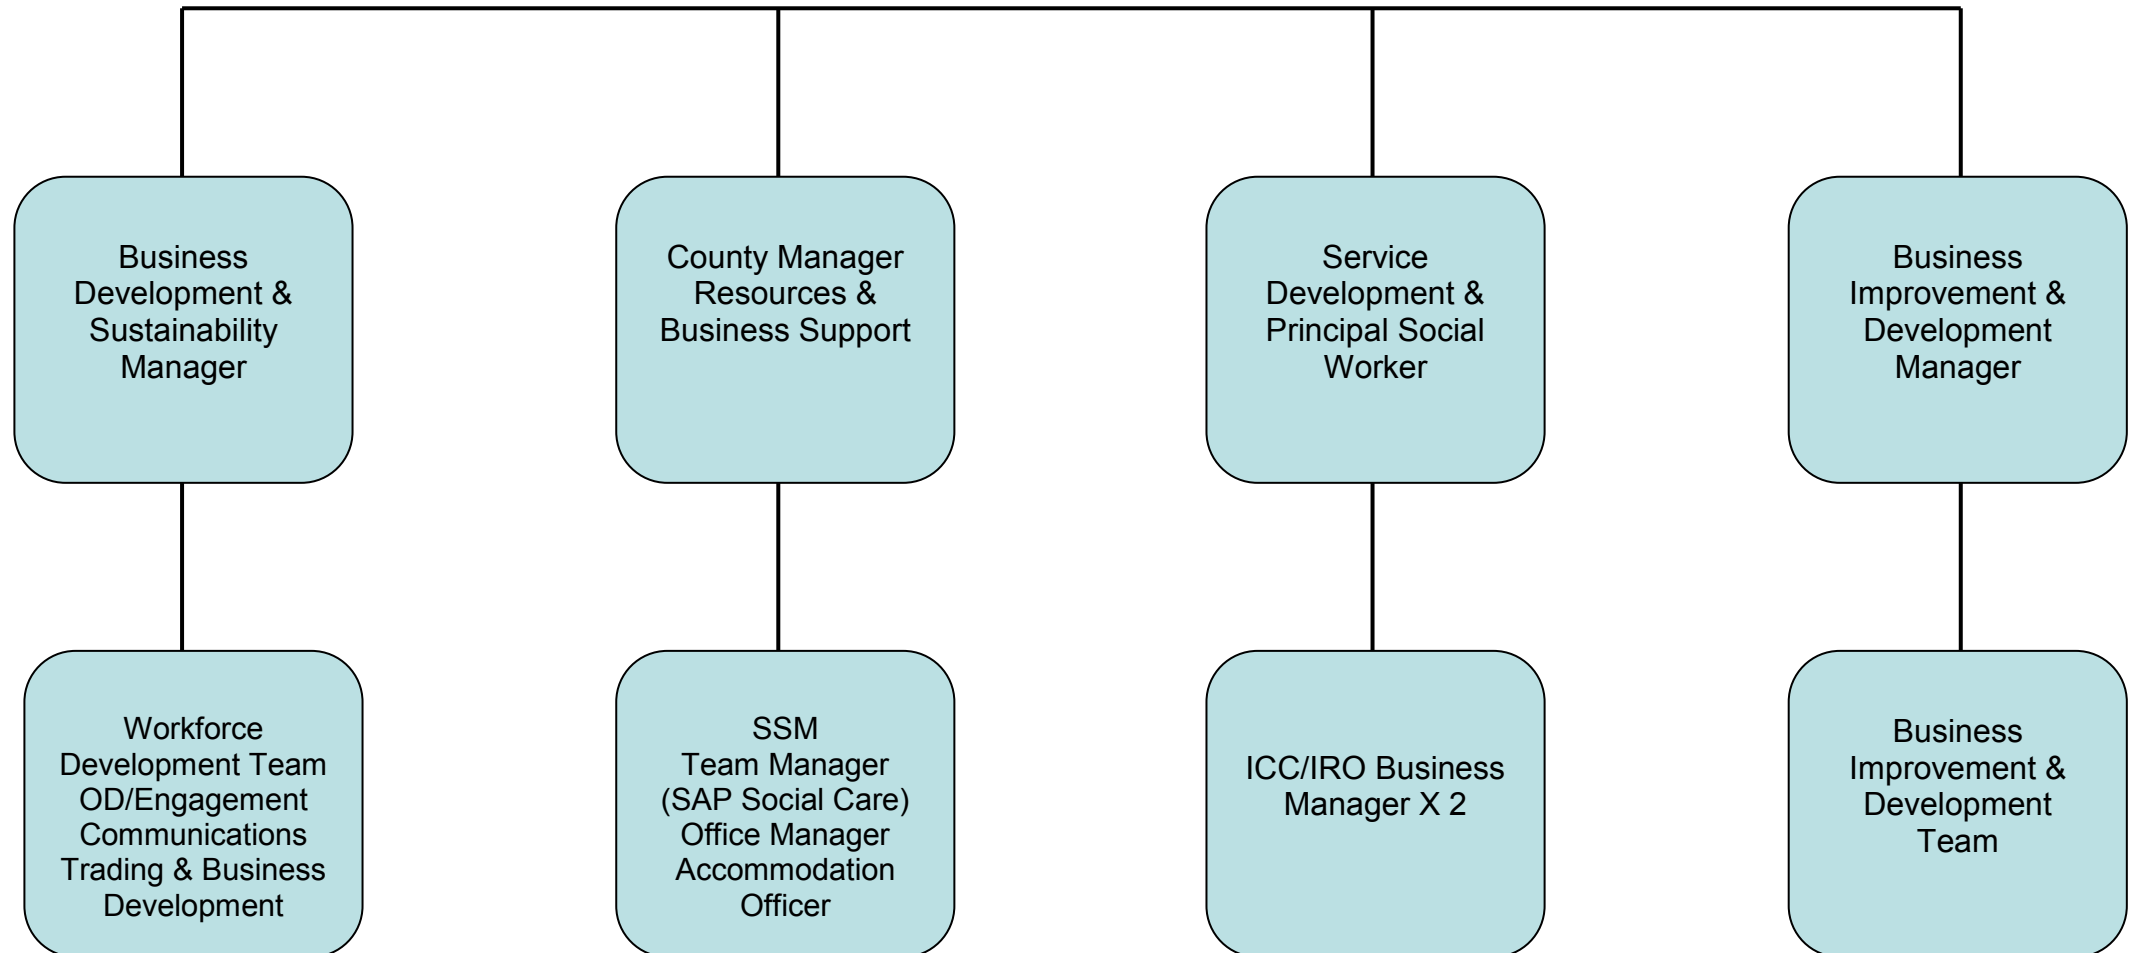 Business
Development &
Sustainability
Manager
County Manager
Resources &
Business Support
Service
Development &
Principal Social
Worker
Business
Improvement &
Development
Manager
Workforce
Development Team
OD/Engagement
Communications
Trading & Business
Development
SSM
Team Manager
(SAP Social Care)
Office Manager
Accommodation
Officer
ICC/IRO Business
Manager X 2
Business
Improvement &
Development
Team